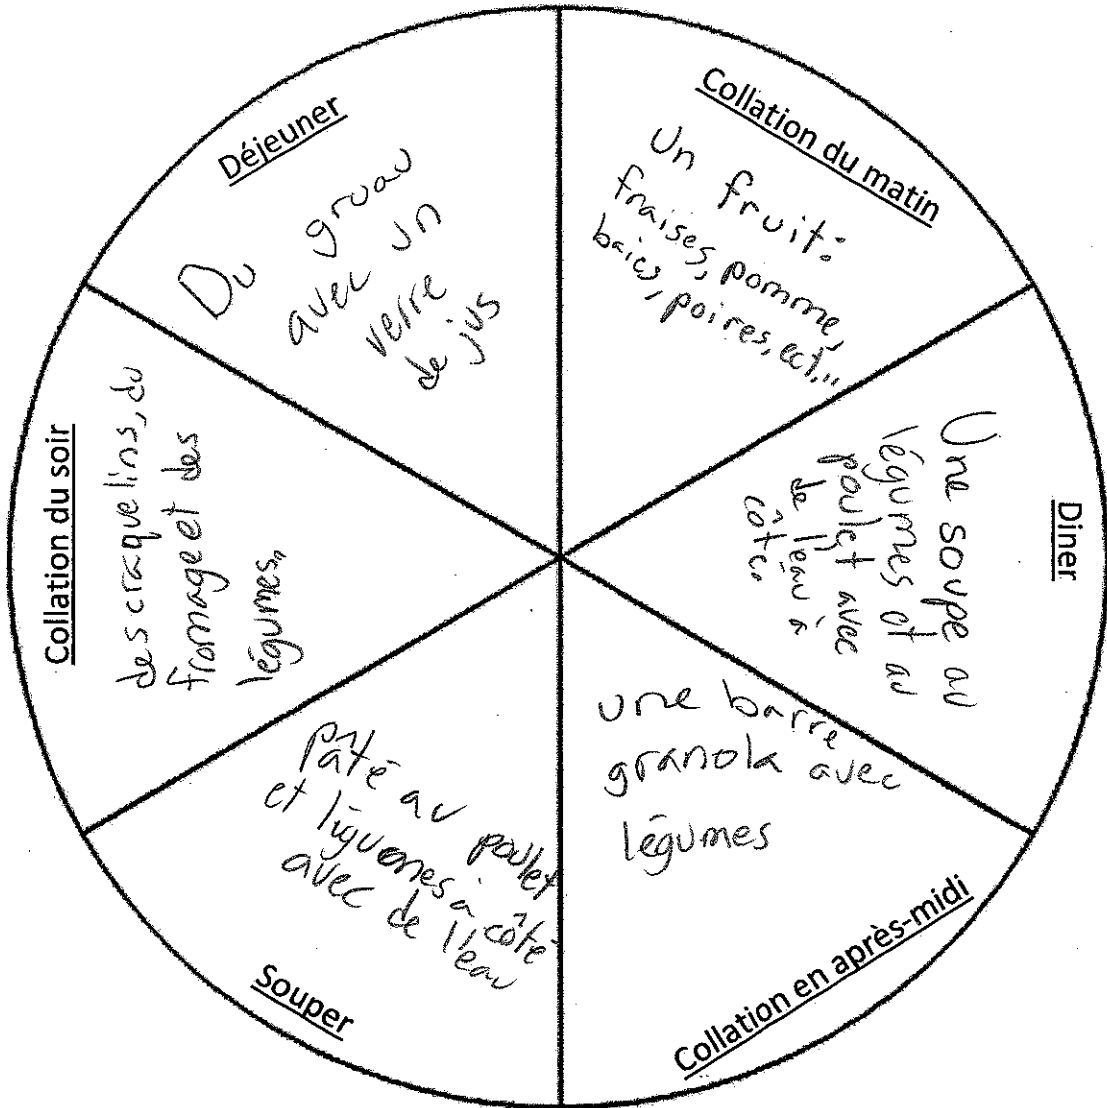 Déjeuner
Du gruau
avec un
verre
de jus
Collation du matin
Un fruit:
fraises, pomme,
baies, poires, ect...
Diner
Une soupe au
légumes et au
poulet avec
de l'eau à
côté.
Collation en après-midi
une barre
granola avec
légumes
Souper
Pâté au poulet
et liguemes à côté
avec de l'eau
Collation du soir
des craquelins, du
fromage et des
légumes.